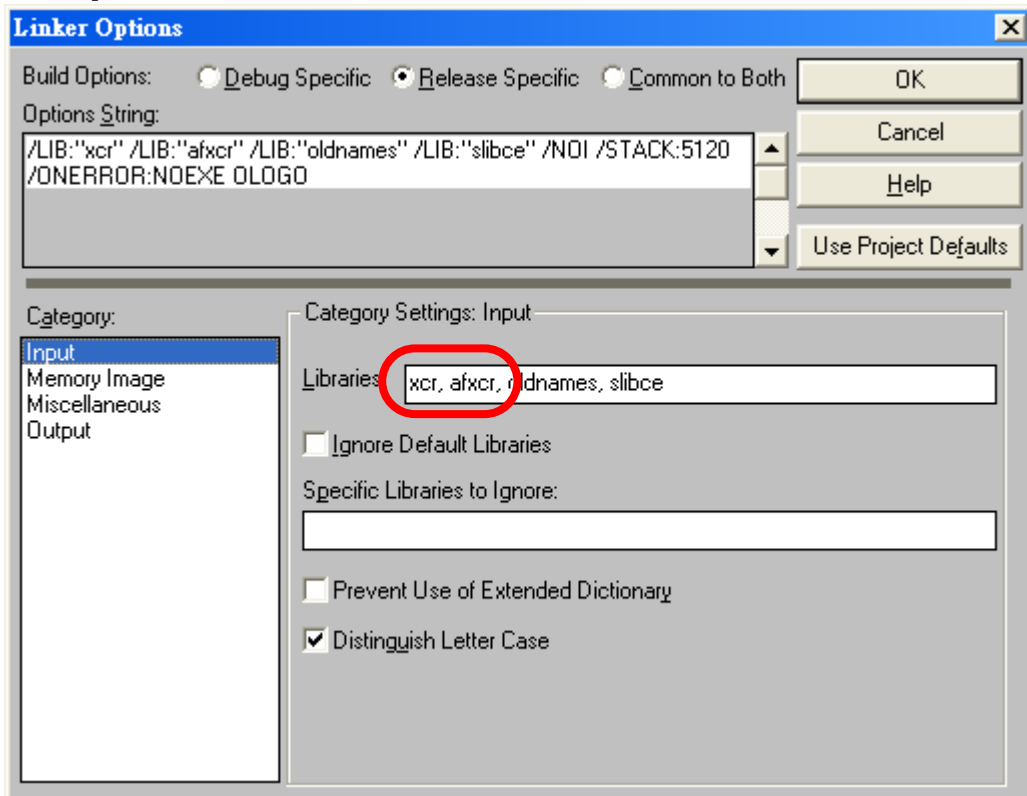 Linker Options
Build Options: Debug Specific Release Specific Common to Both
OK
Options String:
Cancel
/LIB:"xcr" /LIB:"afxcr" /LIB:"oldnames" /LIB:"slibce" /NOI /STACK:5120
/ONERROR:NOEXE OLOGO
Help
Use Project Defaults
Category:
Category Settings: Input
Input
Memory Image
Miscellaneous
Output
Libraries xcr, afxcr, oldnames, slibce
Ignore Default Libraries
Specific Libraries to Ignore:
Prevent Use of Extended Dictionary
Distinguish Letter Case